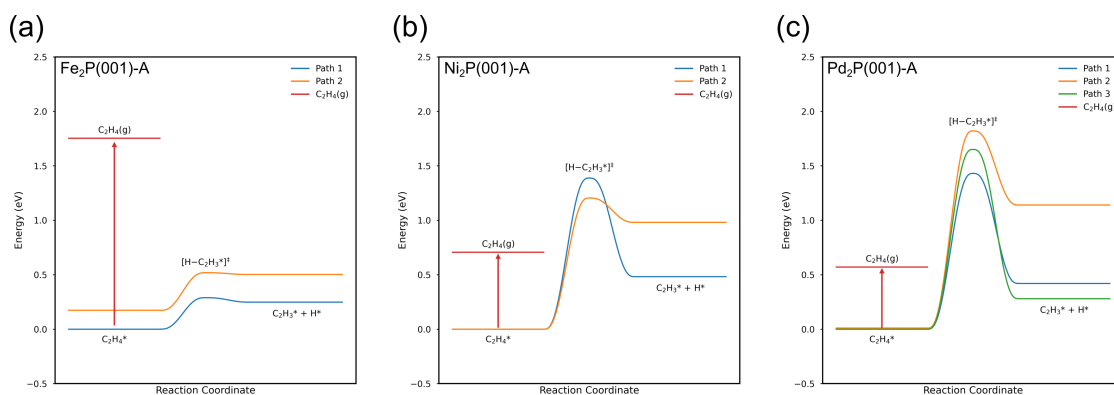 (a)
Fe₂P(001)-A
Path 1
Path 2
C₂H₄(g)
2.5
2.0
1.5
1.0
0.5
0.0
−0.5
Energy (eV)
C₂H₄(g)
[H−C₂H₃*]‡
C₂H₃* + H*
C₂H₄*
Reaction Coordinate
(b)
Ni₂P(001)-A
Path 1
Path 2
C₂H₄(g)
2.5
2.0
1.5
1.0
0.5
0.0
−0.5
Energy (eV)
[H−C₂H₃*]‡
C₂H₄(g)
C₂H₃* + H*
C₂H₄*
Reaction Coordinate
(c)
Pd₂P(001)-A
Path 1
Path 2
Path 3
C₂H₄(g)
2.5
2.0
1.5
1.0
0.5
0.0
−0.5
Energy (eV)
[H−C₂H₃*]‡
C₂H₄(g)
C₂H₃* + H*
C₂H₄*
Reaction Coordinate